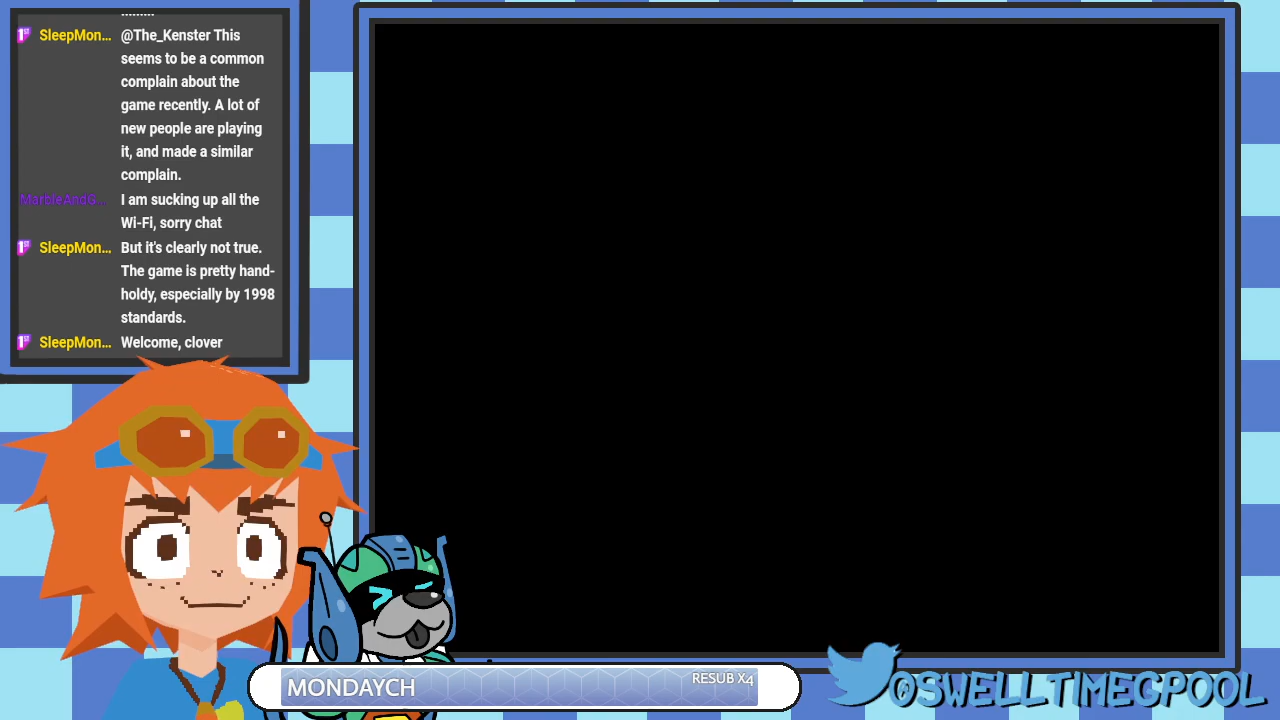 SleepMon... @The_Kenster This
seems to be a common
complain about the
game recently. A lot of
new people are playing
it, and made a similar
complain.
MarbleAndG... I am sucking up all the
Wi-Fi, sorry chat
SleepMon... But it's clearly not true.
The game is pretty hand-
holdy, especially by 1998
standards.
SleepMon... Welcome, clover
MONDAYCH RESUB X4
@SWELLTIMEGPOOL